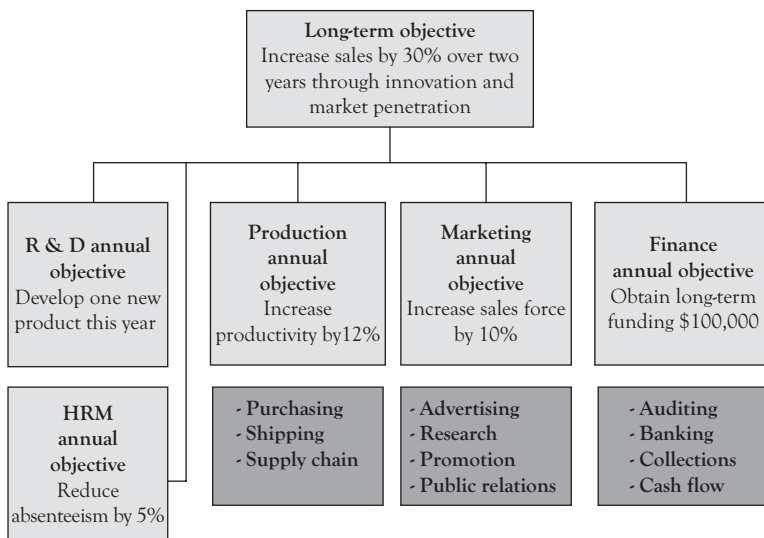 Long-term objective
Increase sales by 30% over two
years through innovation and
market penetration
R & D annual
objective
Develop one new
product this year
Production
annual
objective
Increase
productivity by12%
Marketing
annual
objective
Increase sales force
by 10%
Finance
annual objective
Obtain long-term
funding $100,000
HRM
annual
objective
Reduce
absenteeism by 5%
- Purchasing
- Shipping
- Supply chain
- Advertising
- Research
- Promotion
- Public relations
- Auditing
- Banking
- Collections
- Cash flow